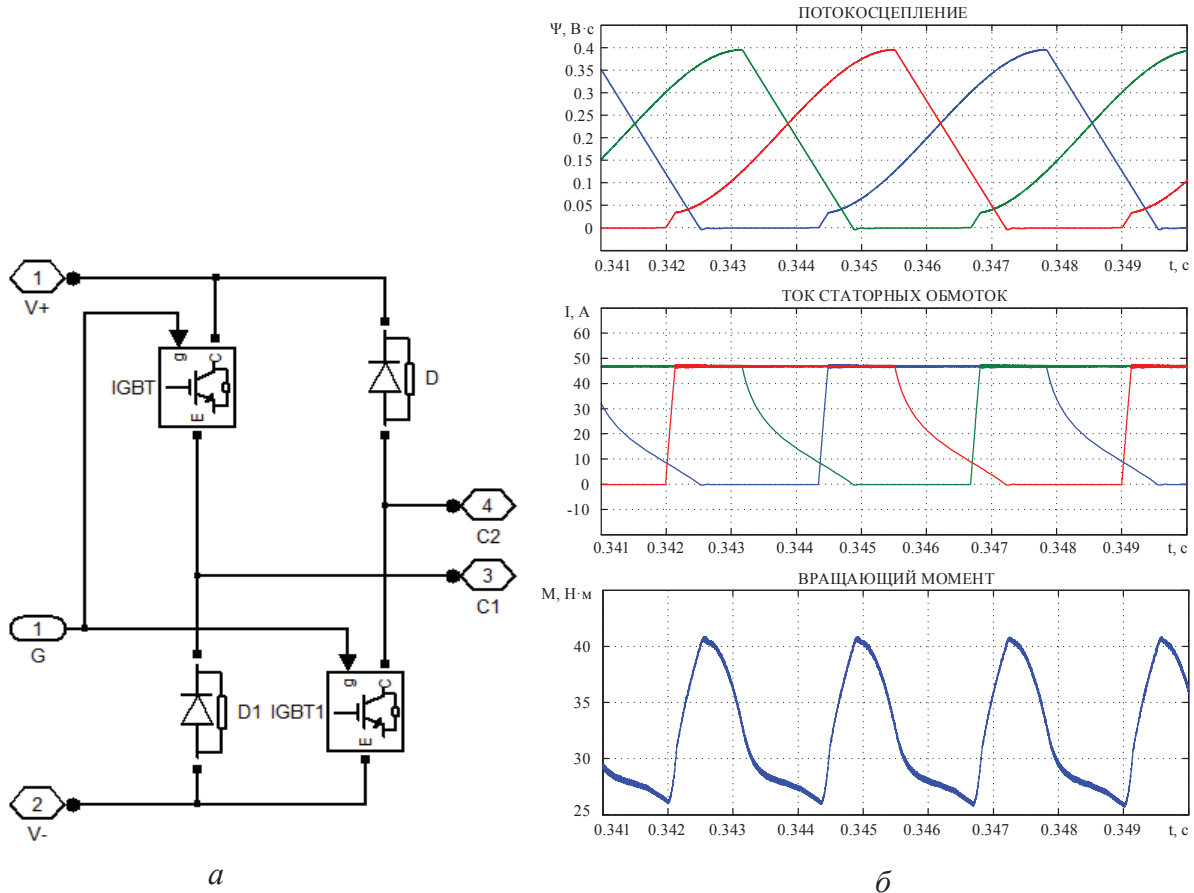 1
V+
g
C
IGBT
E
D
4
C2
3
C1
1
G
D1
IGBT1
g
C
E
2
V-
а
ПОТОКОСЦЕПЛЕНИЕ
Ψ, В·с
0.4
0.35
0.3
0.25
0.2
0.15
0.1
0.05
0
0.341 0.342 0.343 0.344 0.345 0.346 0.347 0.348 0.349 t, с
ТОК СТАТОРНЫХ ОБМОТОК
I, А
60
50
40
30
20
10
0
-10
0.341 0.342 0.343 0.344 0.345 0.346 0.347 0.348 0.349 t, с
ВРАЩАЮЩИЙ МОМЕНТ
М, Н·м
40
35
30
25
0.341 0.342 0.343 0.344 0.345 0.346 0.347 0.348 0.349 t, с
б